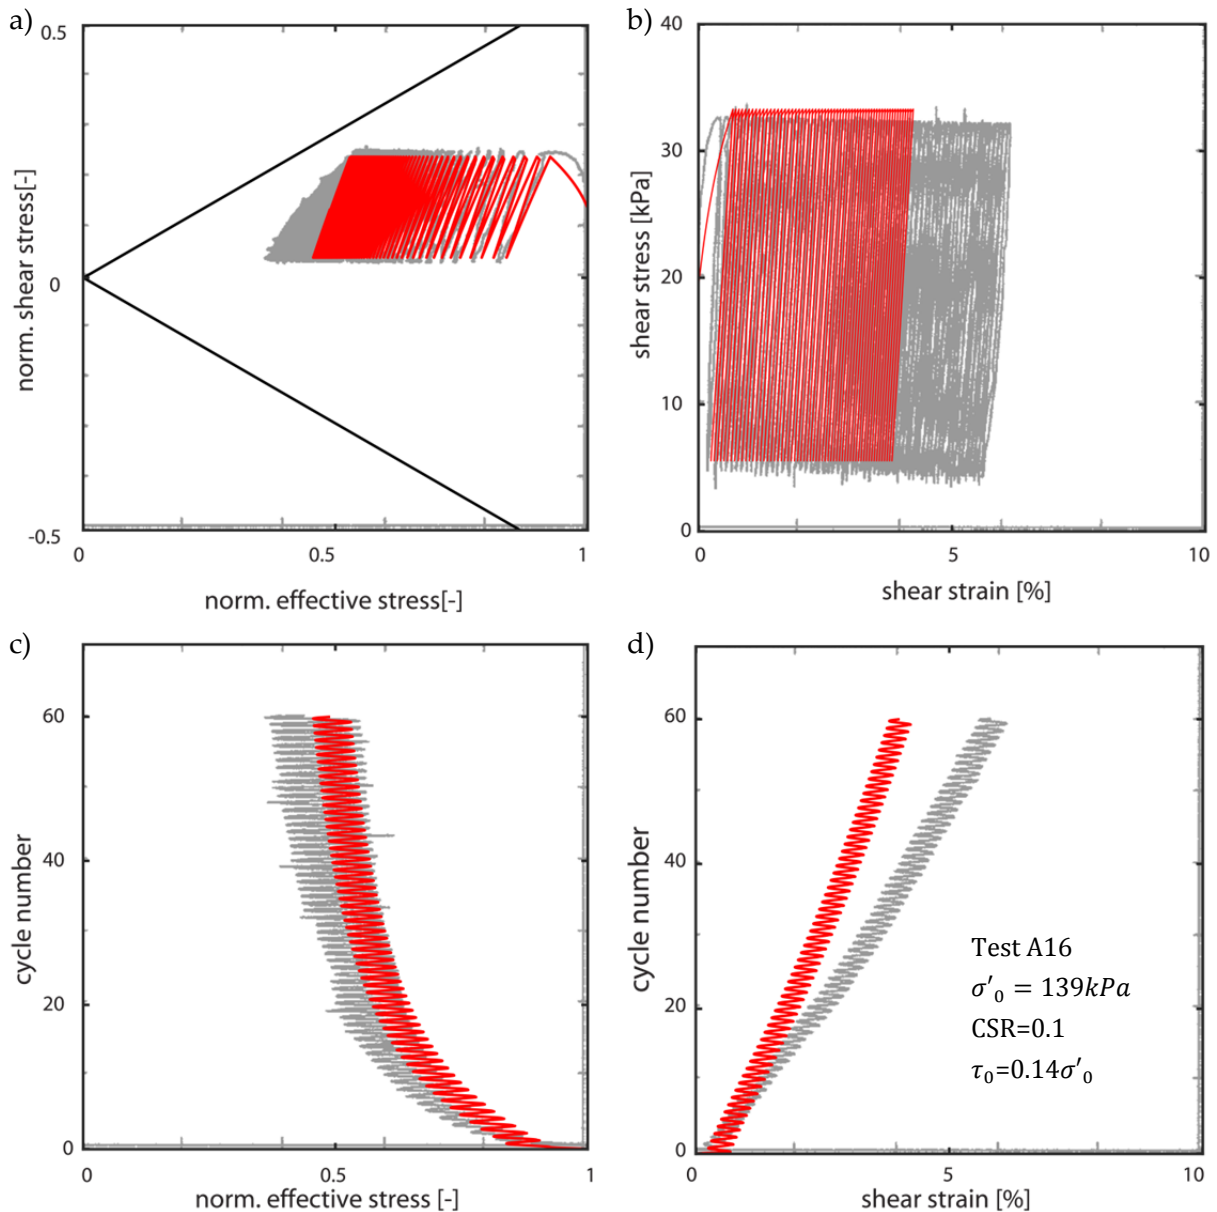 a)
0.5
0
-0.5
norm. shear stress[-]
0
0.5
1
norm. effective stress[-]
b)
40
30
20
10
0
shear stress [kPa]
0
5
10
shear strain [%]
c)
60
40
20
0
cycle number
0
0.5
1
norm. effective stress [-]
d)
60
40
20
0
cycle number
Test A16
σ′₀ = 139kPa
CSR=0.1
τ₀=0.14σ′₀
0
5
10
shear strain [%]